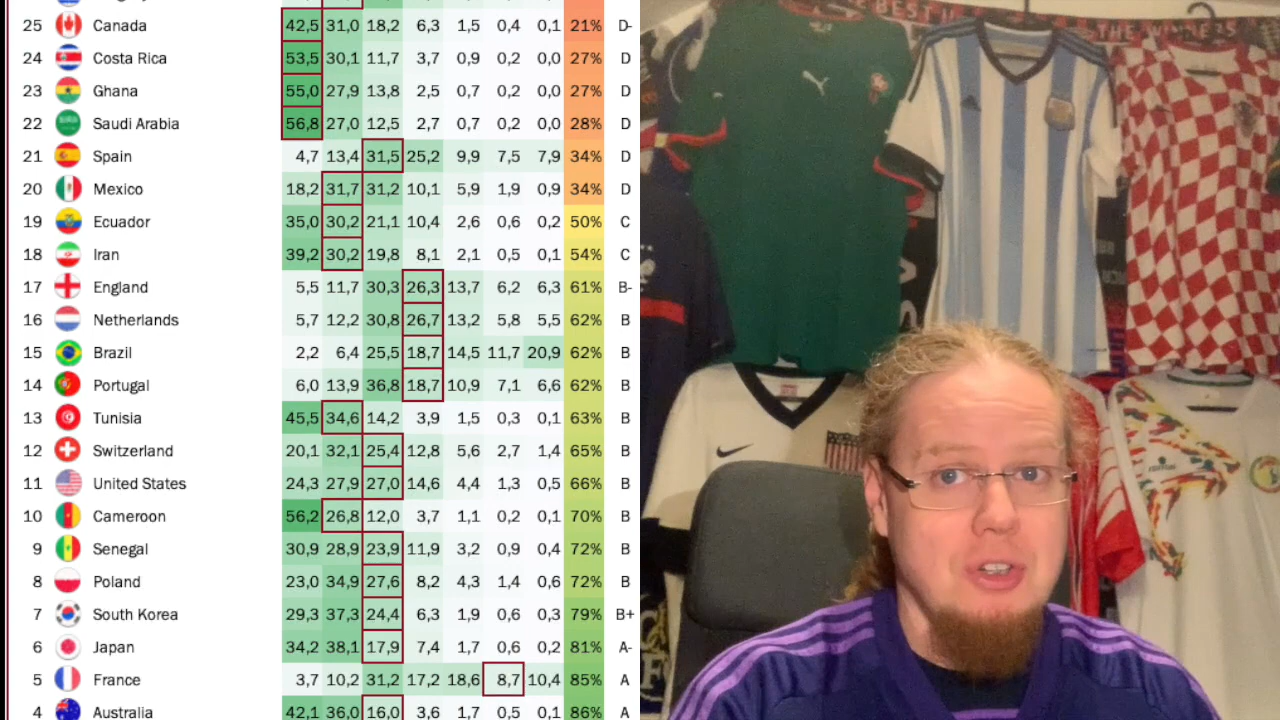 25 Canada 42,5 31,0 18,2 6,3 1,5 0,4 0,1 21% D-
24 Costa Rica 53,5 30,1 11,7 3,7 0,9 0,2 0,0 27% D
23 Ghana 55,0 27,9 13,8 2,5 0,7 0,2 0,0 27% D
22 Saudi Arabia 56,8 27,0 12,5 2,7 0,7 0,2 0,0 28% D
21 Spain 4,7 13,4 31,5 25,2 9,9 7,5 7,9 34% D
20 Mexico 18,2 31,7 31,2 10,1 5,9 1,9 0,9 34% D
19 Ecuador 35,0 30,2 21,1 10,4 2,6 0,6 0,2 50% C
18 Iran 39,2 30,2 19,8 8,1 2,1 0,5 0,1 54% C
17 England 5,5 11,7 30,3 26,3 13,7 6,2 6,3 61% B-
16 Netherlands 5,7 12,2 30,8 26,7 13,2 5,8 5,5 62% B
15 Brazil 2,2 6,4 25,5 18,7 14,5 11,7 20,9 62% B
14 Portugal 6,0 13,9 36,8 18,7 10,9 7,1 6,6 62% B
13 Tunisia 45,5 34,6 14,2 3,9 1,5 0,3 0,1 63% B
12 Switzerland 20,1 32,1 25,4 12,8 5,6 2,7 1,4 65% B
11 United States 24,3 27,9 27,0 14,6 4,4 1,3 0,5 66% B
10 Cameroon 56,2 26,8 12,0 3,7 1,1 0,2 0,1 70% B
9 Senegal 30,9 28,9 23,9 11,9 3,2 0,9 0,4 72% B
8 Poland 23,0 34,9 27,6 8,2 4,3 1,4 0,6 72% B
7 South Korea 29,3 37,3 24,4 6,3 1,9 0,6 0,3 79% B+
6 Japan 34,2 38,1 17,9 7,4 1,7 0,6 0,2 81% A-
5 France 3,7 10,2 31,2 17,2 18,6 8,7 10,4 85% A
4 Australia 42,1 36,0 16,0 3,6 1,7 0,5 0,1 86% A
BEST
THE WINNERS